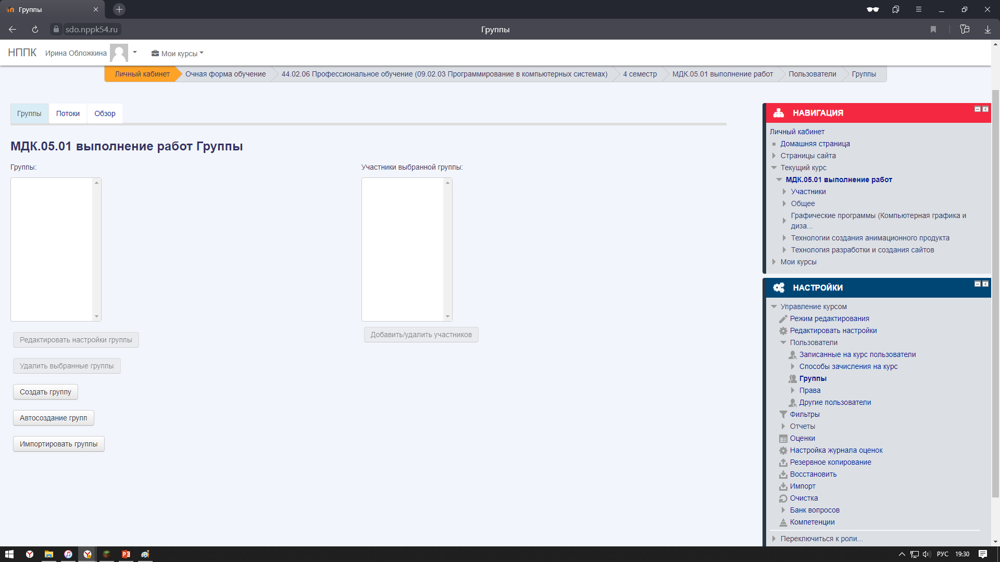 Группы
sdo.nppk54.ru
Группы
НППК
Ирина Обложкина
Мои курсы
Личный кабинет
Очная форма обучение
44.02.06 Профессиональное обучение (09.02.03 Программирование в компьютерных системах)
4 семестр
МДК.05.01 выполнение работ
Пользователи
Группы
Группы
Потоки
Обзор
МДК.05.01 выполнение работ Группы
Группы:
Участники выбранной группы:
Редактировать настройки группы
Добавить/удалить участников
Удалить выбранные группы
Создать группу
Автосоздание групп
Импортировать группы
НАВИГАЦИЯ
Личный кабинет
Домашняя страница
Страницы сайта
Текущий курс
МДК.05.01 выполнение работ
Участники
Общее
Графические программы (Компьютерная графика и
диза...
Технологии создания анимационного продукта
Технология разработки и создания сайтов
Мои курсы
НАСТРОЙКИ
Управление курсом
Режим редактирования
Редактировать настройки
Пользователи
Записанные на курс пользователи
Способы зачисления на курс
Группы
Права
Другие пользователи
Фильтры
Отчеты
Оценки
Настройка журнала оценок
Резервное копирование
Восстановить
Импорт
Очистка
Банк вопросов
Компетенции
Переключиться к роли...
РУС
19:30